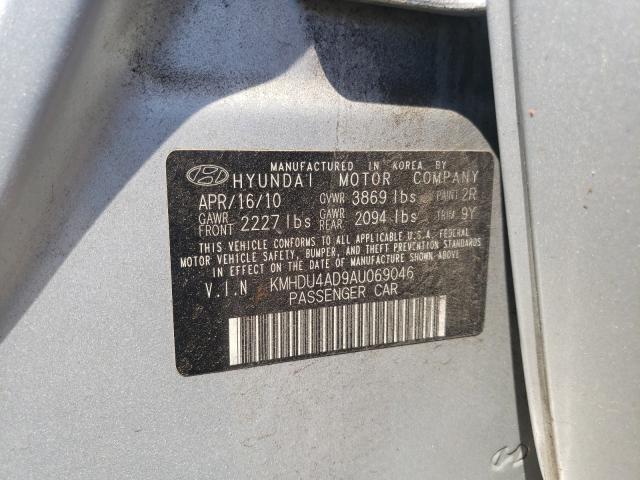 MANUFACTURED IN KOREA BY
HYUNDAI MOTOR COMPANY
APR/16/10 GVWR 3869 lbs PAINT 2R
GAWR FRONT 2227 lbs GAWR REAR 2094 lbs TRIM 9Y
THIS VEHICLE CONFORMS TO ALL APPLICABLE U.S.A. FEDERAL
MOTOR VEHICLE SAFETY, BUMPER, AND THEFT PREVENTION STANDARDS
IN EFFECT ON THE DATE OF MANUFACTURE SHOWN ABOVE.
V.I.N KMHDU4AD9AU069046
PASSENGER CAR